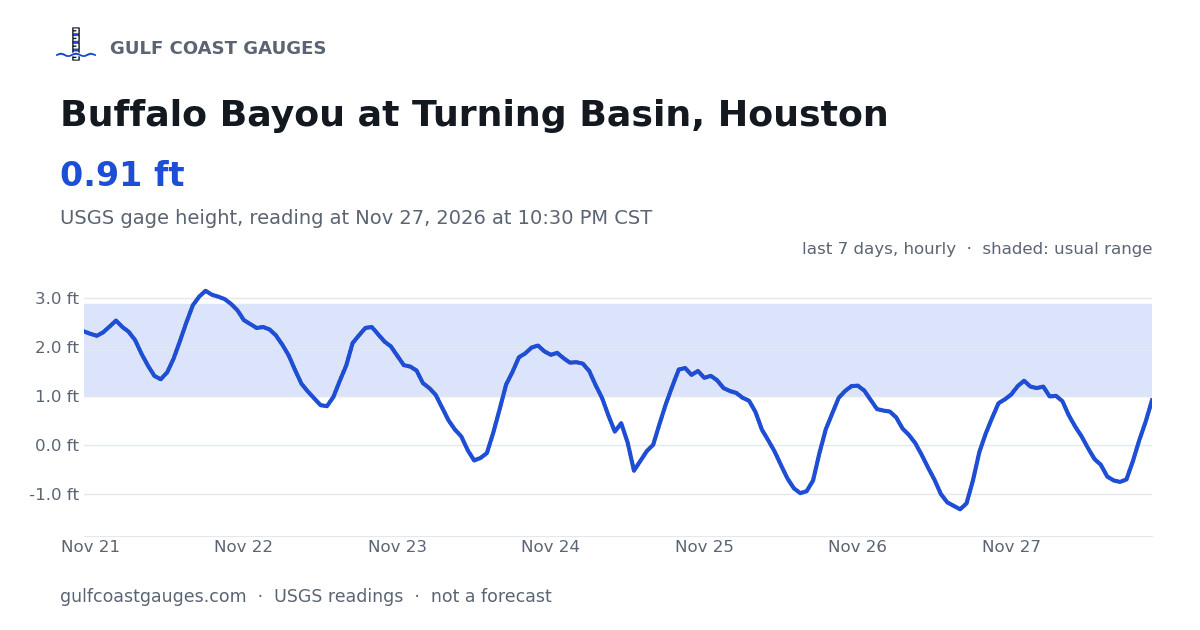 GULF COAST GAUGES
Buffalo Bayou at Turning Basin, Houston
0.91 ft
USGS gage height, reading at Nov 27, 2026 at 10:30 PM CST
last 7 days, hourly · shaded: usual range
3.0 ft
2.0 ft
1.0 ft
0.0 ft
-1.0 ft
Nov 21 Nov 22 Nov 23 Nov 24 Nov 25 Nov 26 Nov 27
gulfcoastgauges.com · USGS readings · not a forecast